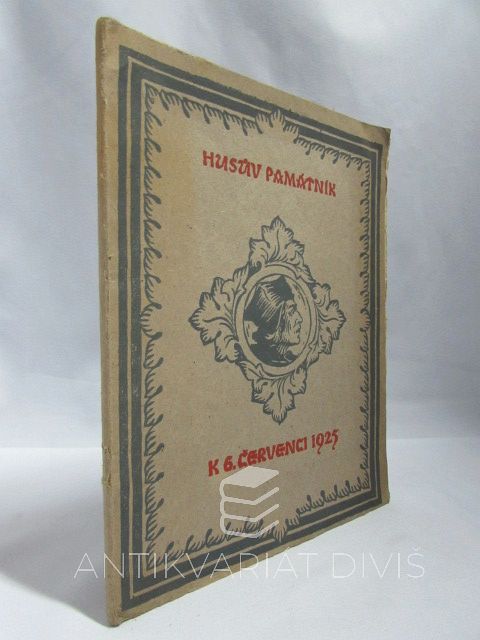 HUSŮV PAMÁTNÍK
K 6. ČERVENCI 1925
ANTIKVARIÁT DIVIŠ